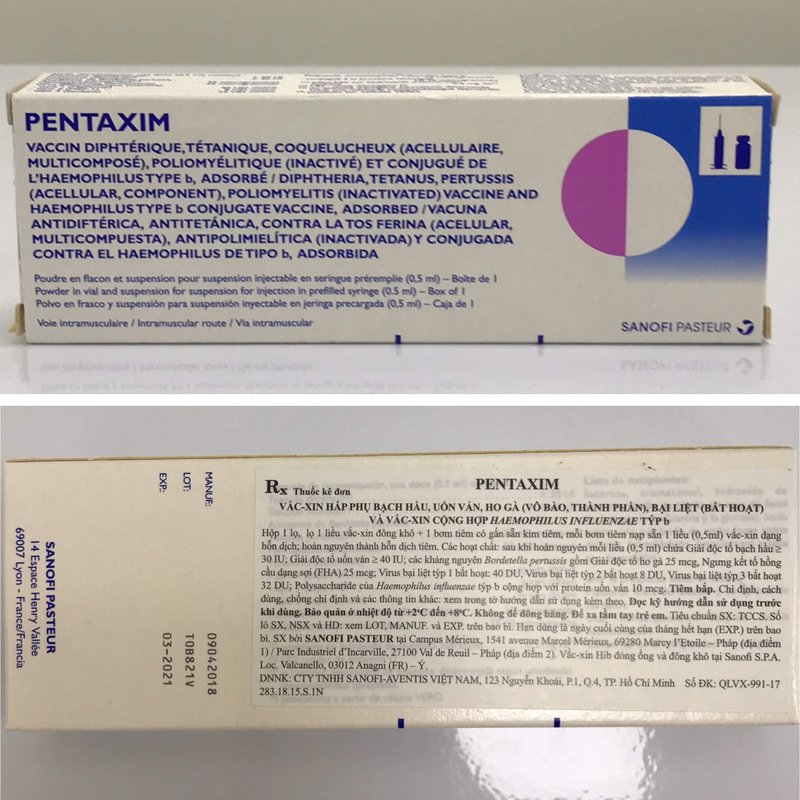 PENTAXIM
VACCIN DIPHTÉRIQUE, TÉTANIQUE, COQUELUCHEUX (ACELLULAIRE,
MULTICOMPOSÉ), POLIOMYÉLITIQUE (INACTIVÉ) ET CONJUGUÉ DE
L'HAEMOPHILUS TYPE b, ADSORBÉ / DIPHTHERIA, TETANUS, PERTUSSIS
(ACELLULAR, COMPONENT), POLIOMYELITIS (INACTIVATED) VACCINE AND
HAEMOPHILUS TYPE b CONJUGATE VACCINE, ADSORBED / VACUNA
ANTIDIFTÉRICA, ANTITETÁNICA, CONTRA LA TOS FERINA (ACELULAR,
MULTICOMPUESTA), ANTIPOLIMIELÍTICA (INACTIVADA) Y CONJUGADA
CONTRA EL HAEMOPHILUS DE TIPO b, ADSORBIDA
Poudre en flacon et suspension pour suspension injectable en seringue préremplie (0,5 ml) – Boîte de 1
Powder in vial and suspension for suspension for injection in prefilled syringe (0.5 ml) – Box of 1
Polvo en frasco y suspensión para suspensión inyectable en jeringa precargada (0,5 ml) – Caja de 1
Voie intramusculaire / Intramuscular route / Via intramuscular
SANOFI PASTEUR
SANOFI PASTEUR
14 Espace Henry Vallée
69007 Lyon - France/Francia
MANUF: 09042018
LOT: T0B821V
EXP: 03-2021
Rx Thuốc kê đơn
PENTAXIM
VẮC-XIN HẤP PHỤ BẠCH HẦU, UỐN VÁN, HO GÀ (VÔ BÀO, THÀNH PHẦN), BẠI LIỆT (BẤT HOẠT)
VÀ VẮC-XIN CỘNG HỢP HAEMOPHILUS INFLUENZAE TÝP b
Hộp 1 lọ, lọ 1 liều vắc-xin đông khô + 1 bơm tiêm có gắn sẵn kim tiêm, mỗi bơm tiêm nạp sẵn 1 liều (0,5ml) vắc-xin dạng
hỗn dịch; hoàn nguyên thành hỗn dịch tiêm. Các hoạt chất: sau khi hoàn nguyên mỗi liều (0,5ml) chứa Giải độc tố bạch hầu ≥
30 IU; Giải độc tố uốn ván ≥ 40 IU; các kháng nguyên Bordetella pertussis gồm Giải độc tố ho gà 25 mcg, Ngưng kết tố hồng
cầu dạng sợi (FHA) 25 mcg; Virus bại liệt týp 1 bất hoạt: 40 DU, Virus bại liệt týp 2 bất hoạt 8 DU, Virus bại liệt týp 3 bất hoạt
32 DU; Polysaccharide của Haemophilus influenzae týp b cộng hợp với protein uốn ván 10 mcg. Tiêm bắp. Chỉ định, cách
dùng, chống chỉ định và các thông tin khác: xem trong tờ hướng dẫn sử dụng kèm theo. Đọc kỹ hướng dẫn sử dụng trước
khi dùng. Bảo quản ở nhiệt độ từ +2°C đến +8°C. Không để đông băng. Để xa tầm tay trẻ em. Tiêu chuẩn SX: TCCS. Số
lô SX, NSX và HD: xem LOT, MANUF. và EXP. trên bao bì. Hạn dùng là ngày cuối cùng của tháng hết hạn (EXP.) trên bao
bì. SX bởi SANOFI PASTEUR tại Campus Mérieux, 1541 avenue Marcel Mérieux, 69280 Marcy l'Etoile – Pháp (địa điểm
1) / Parc Industriel d'Incarville, 27100 Val de Reuil – Pháp (địa điểm 2). Vắc-xin Hib đóng ống và đông khô tại Sanofi S.P.A.
Loc. Valcanello, 03012 Anagni (FR) – Ý.
DNNK: CTY TNHH SANOFI-AVENTIS VIỆT NAM, 123 Nguyễn Khoái, P.1, Q.4, TP. Hồ Chí Minh Số ĐK: QLVX-991-17
283.18.15.S.1N